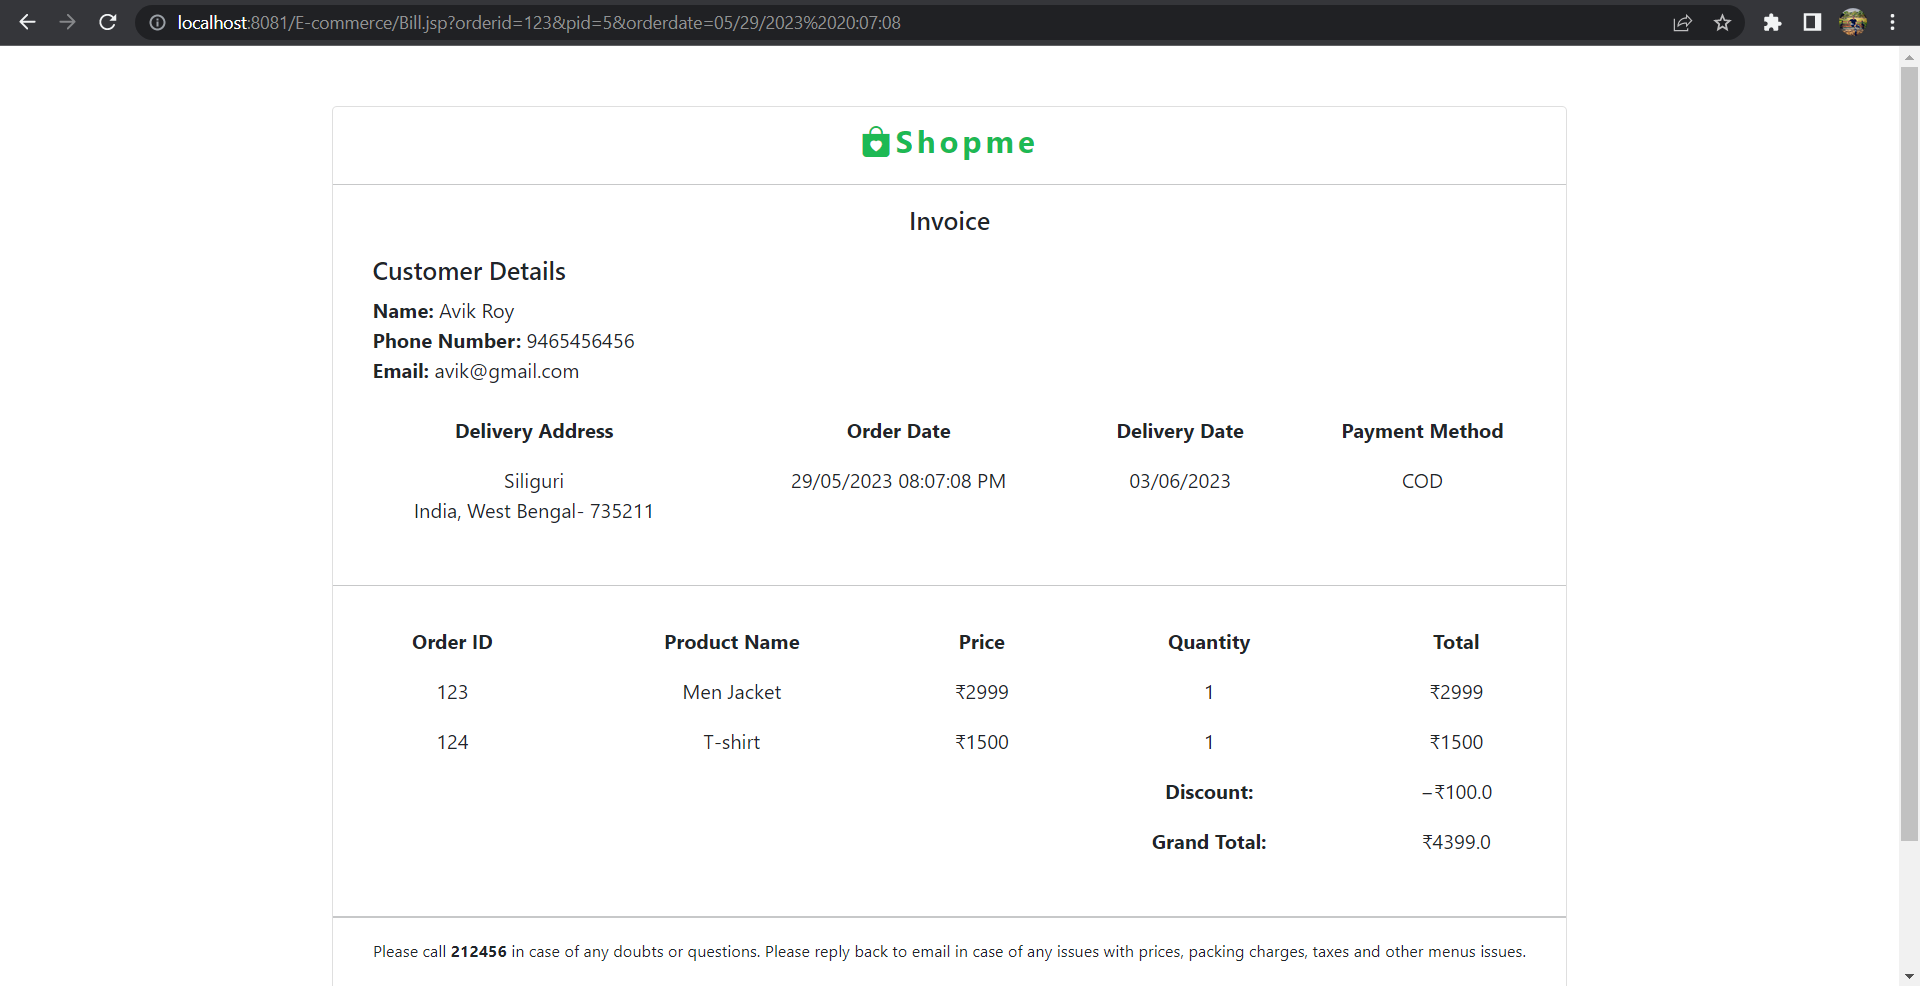 localhost:8081/E-commerce/Bill.jsp?orderid=123&pid=5&orderdate=05/29/2023%2020:07:08
Shopme
Invoice
Customer Details
Name: Avik Roy
Phone Number: 9465456456
Email: avik@gmail.com
Delivery Address Order Date Delivery Date Payment Method
Siliguri 29/05/2023 08:07:08 PM 03/06/2023 COD
India, West Bengal- 735211
Order ID Product Name Price Quantity Total
123 Men Jacket ₹2999 1 ₹2999
124 T-shirt ₹1500 1 ₹1500
Discount: –₹100.0
Grand Total: ₹4399.0
Please call 212456 in case of any doubts or questions. Please reply back to email in case of any issues with prices, packing charges, taxes and other menus issues.